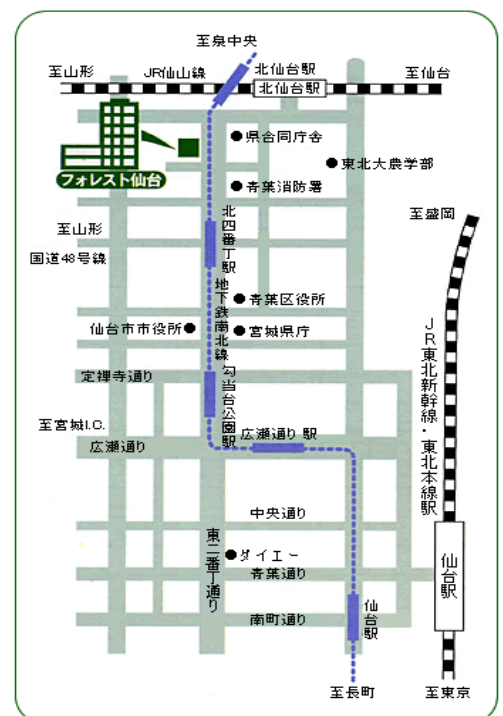 至泉中央
至山形
JR仙山線
北仙台駅
至仙台
北仙台駅
県合同庁舎
東北大農学部
フォレスト仙台
青葉消防署
至盛岡
北四番丁駅
至山形
国道48号線
地下鉄南北線
青葉区役所
仙台市市役所
宮城県庁
JR東北新幹線・東北本線駅
定禅寺通り
勾当台公園駅
至宮城I.C.
広瀬通り 駅
広瀬通り
中央通り
東二番丁通り
ダイエー
青葉通り
仙台駅
仙台駅
南町通り
至長町
至東京